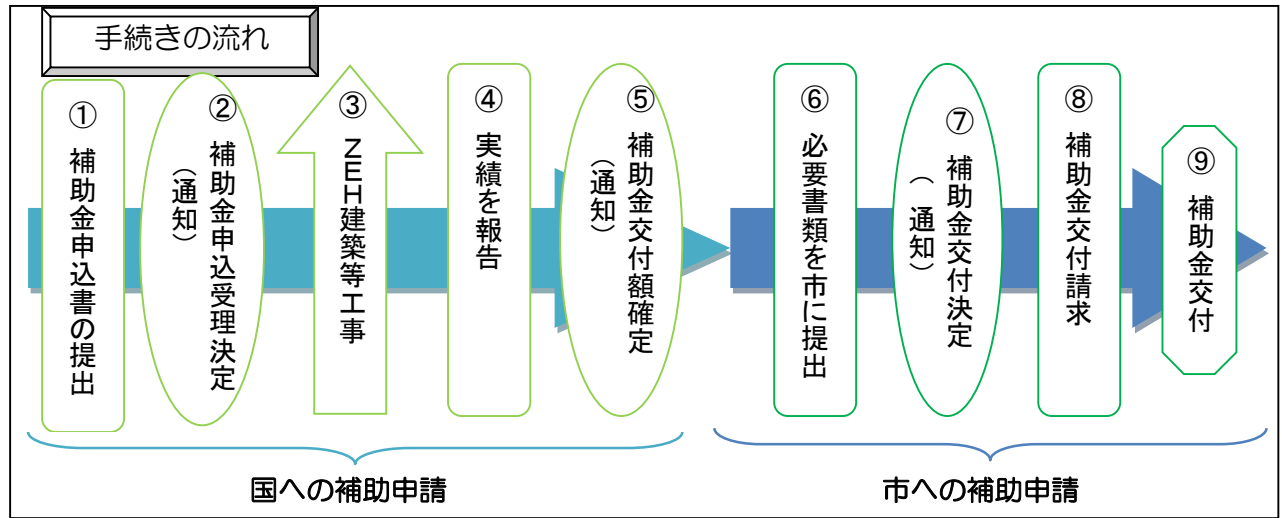 手続きの流れ
① 補助金申込書の提出
② 補助金申込受理決定
(通知)
③ ZEH建築等工事
④ 実績を報告
⑤ 補助金交付額確定
(通知)
⑥ 必要書類を市に提出
⑦ 補助金交付決定
( 通知)
⑧ 補助金交付請求
⑨ 補助金交付
国への補助申請
市への補助申請